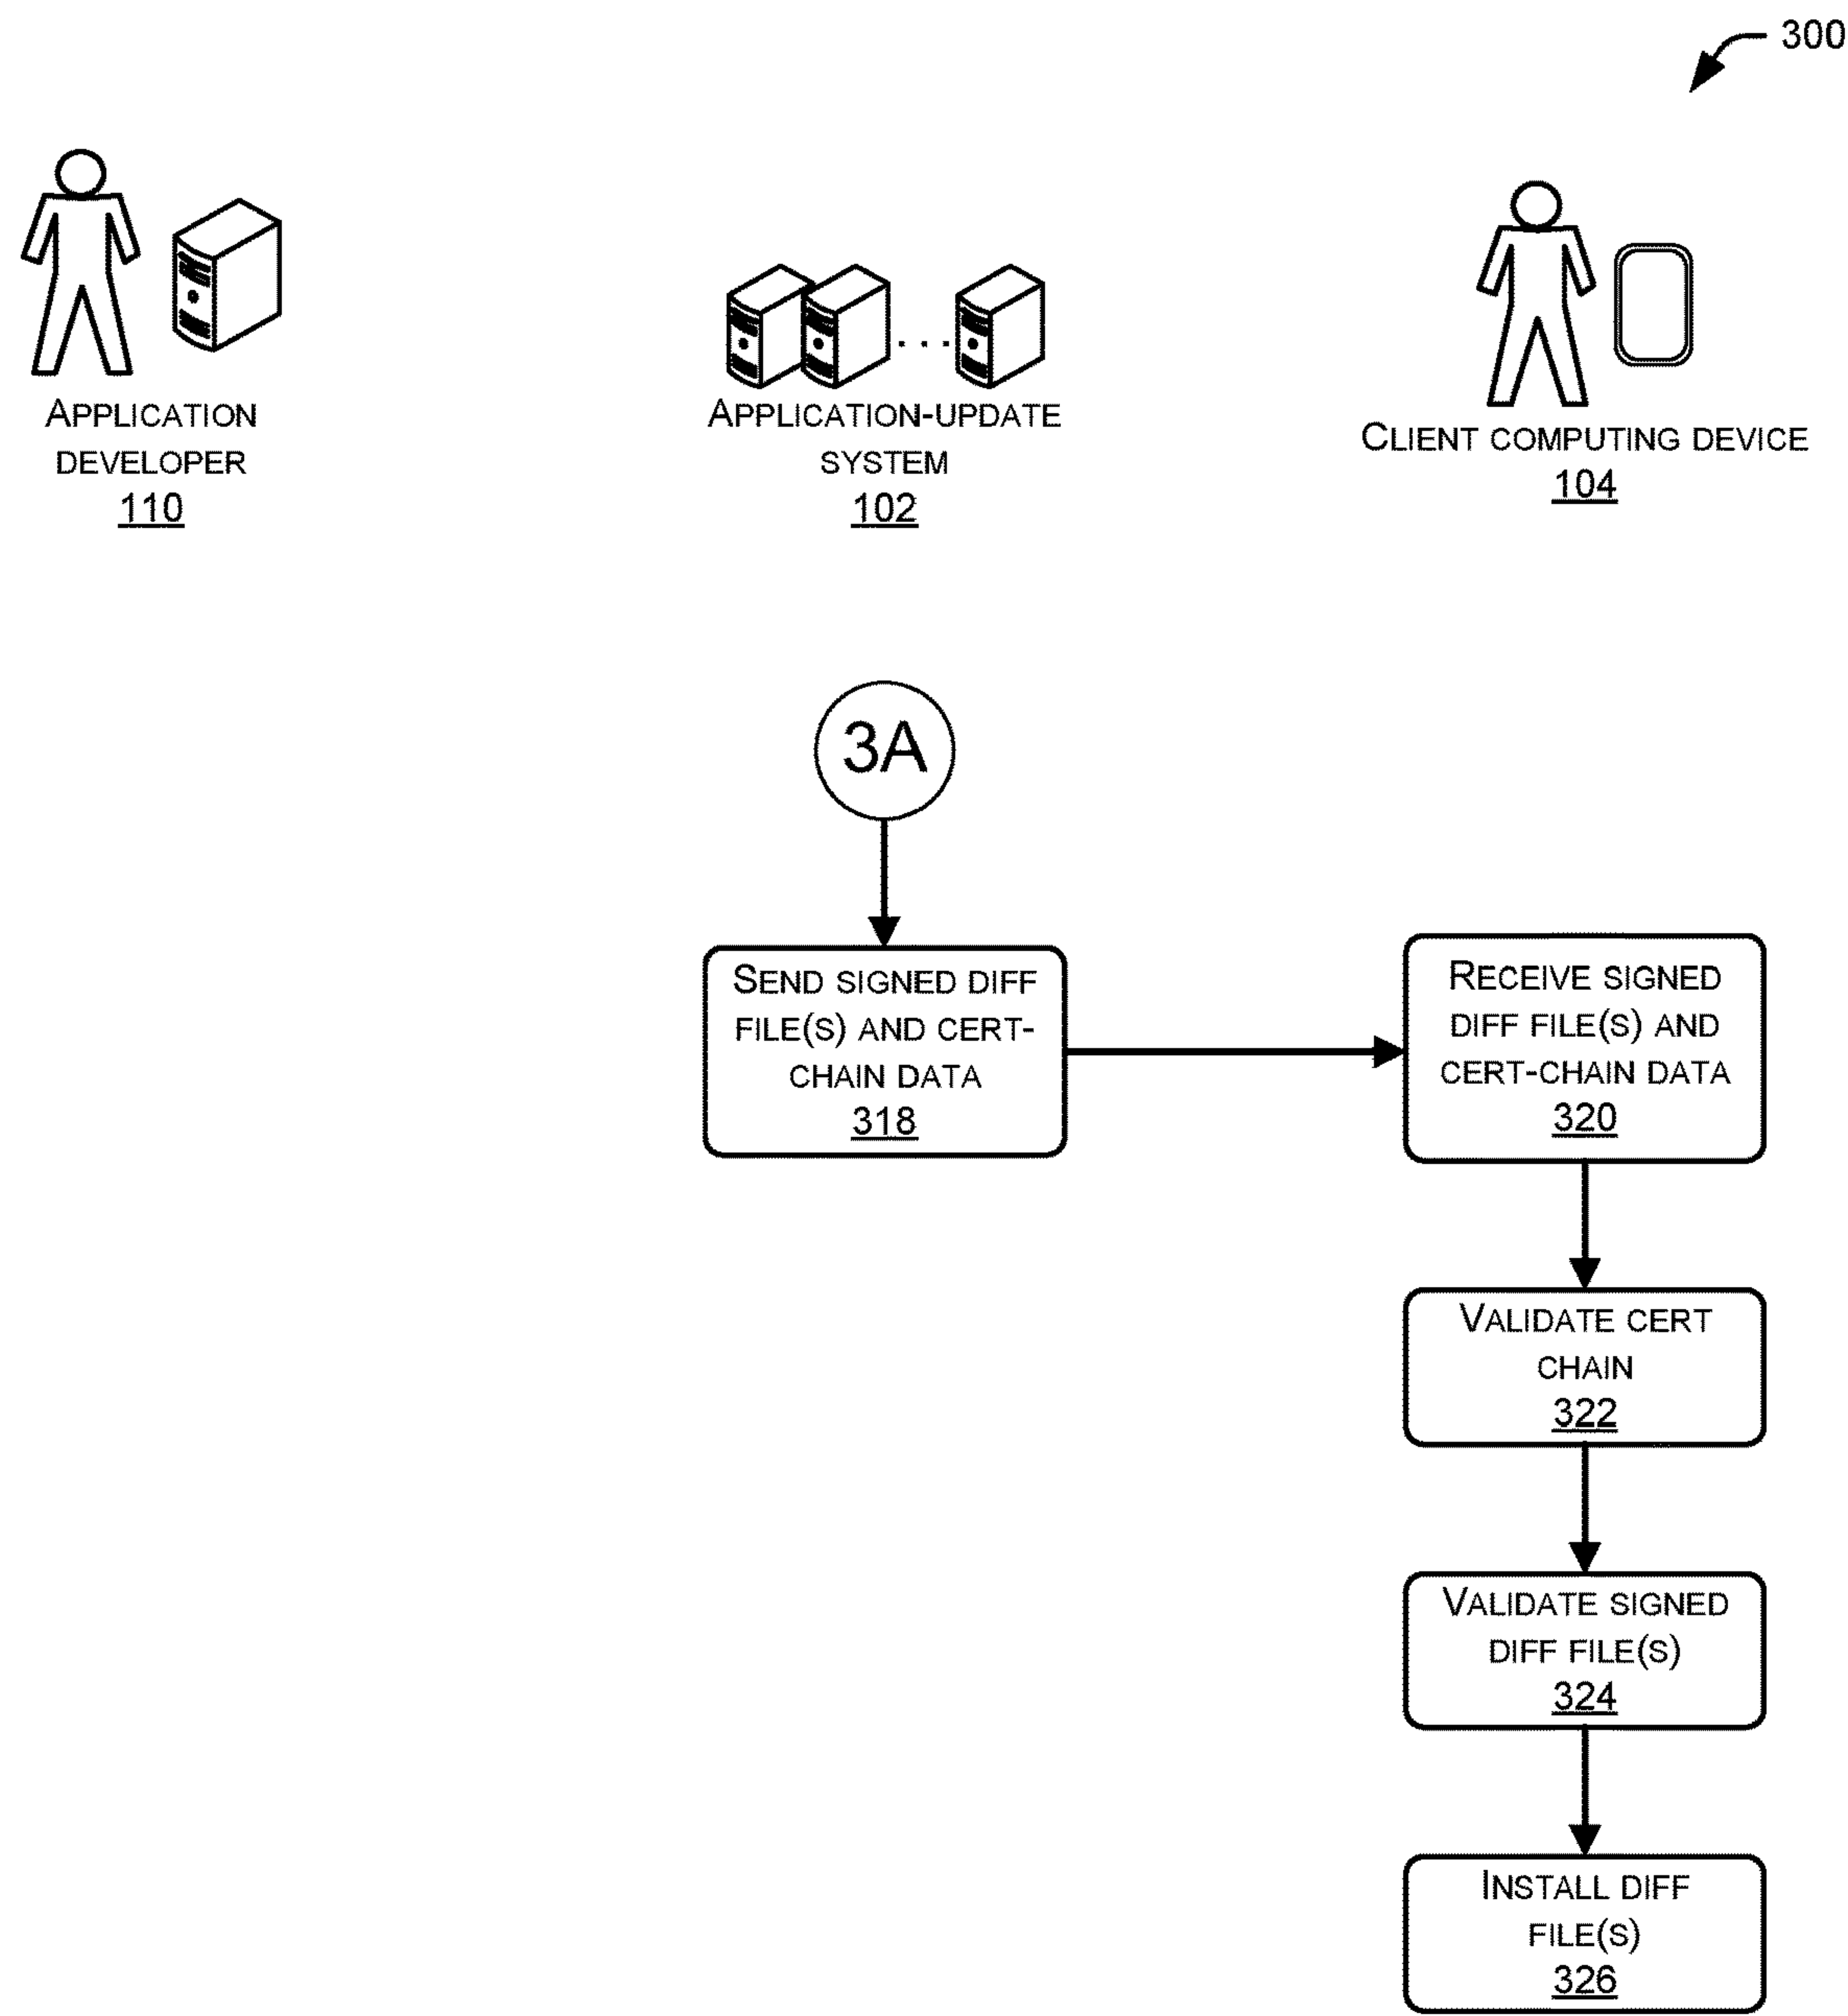 300
APPLICATION
DEVELOPER
110
APPLICATION-UPDATE
SYSTEM
102
CLIENT COMPUTING DEVICE
104
3A
SEND SIGNED DIFF
FILE(S) AND CERT-
CHAIN DATA
318
RECEIVE SIGNED
DIFF FILE(S) AND
CERT-CHAIN DATA
320
VALIDATE CERT
CHAIN
322
VALIDATE SIGNED
DIFF FILE(S)
324
INSTALL DIFF
FILE(S)
326